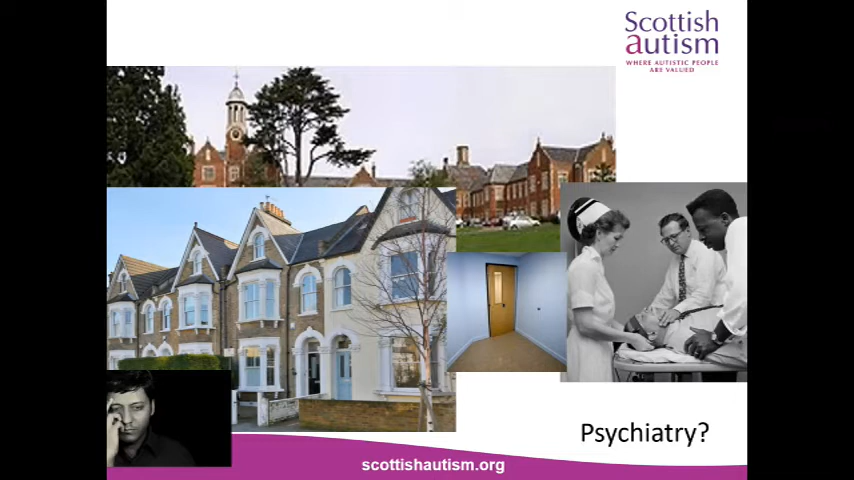 Scottish
autism
WHERE AUTISTIC PEOPLE
ARE VALUED
Psychiatry?
scottishautism.org